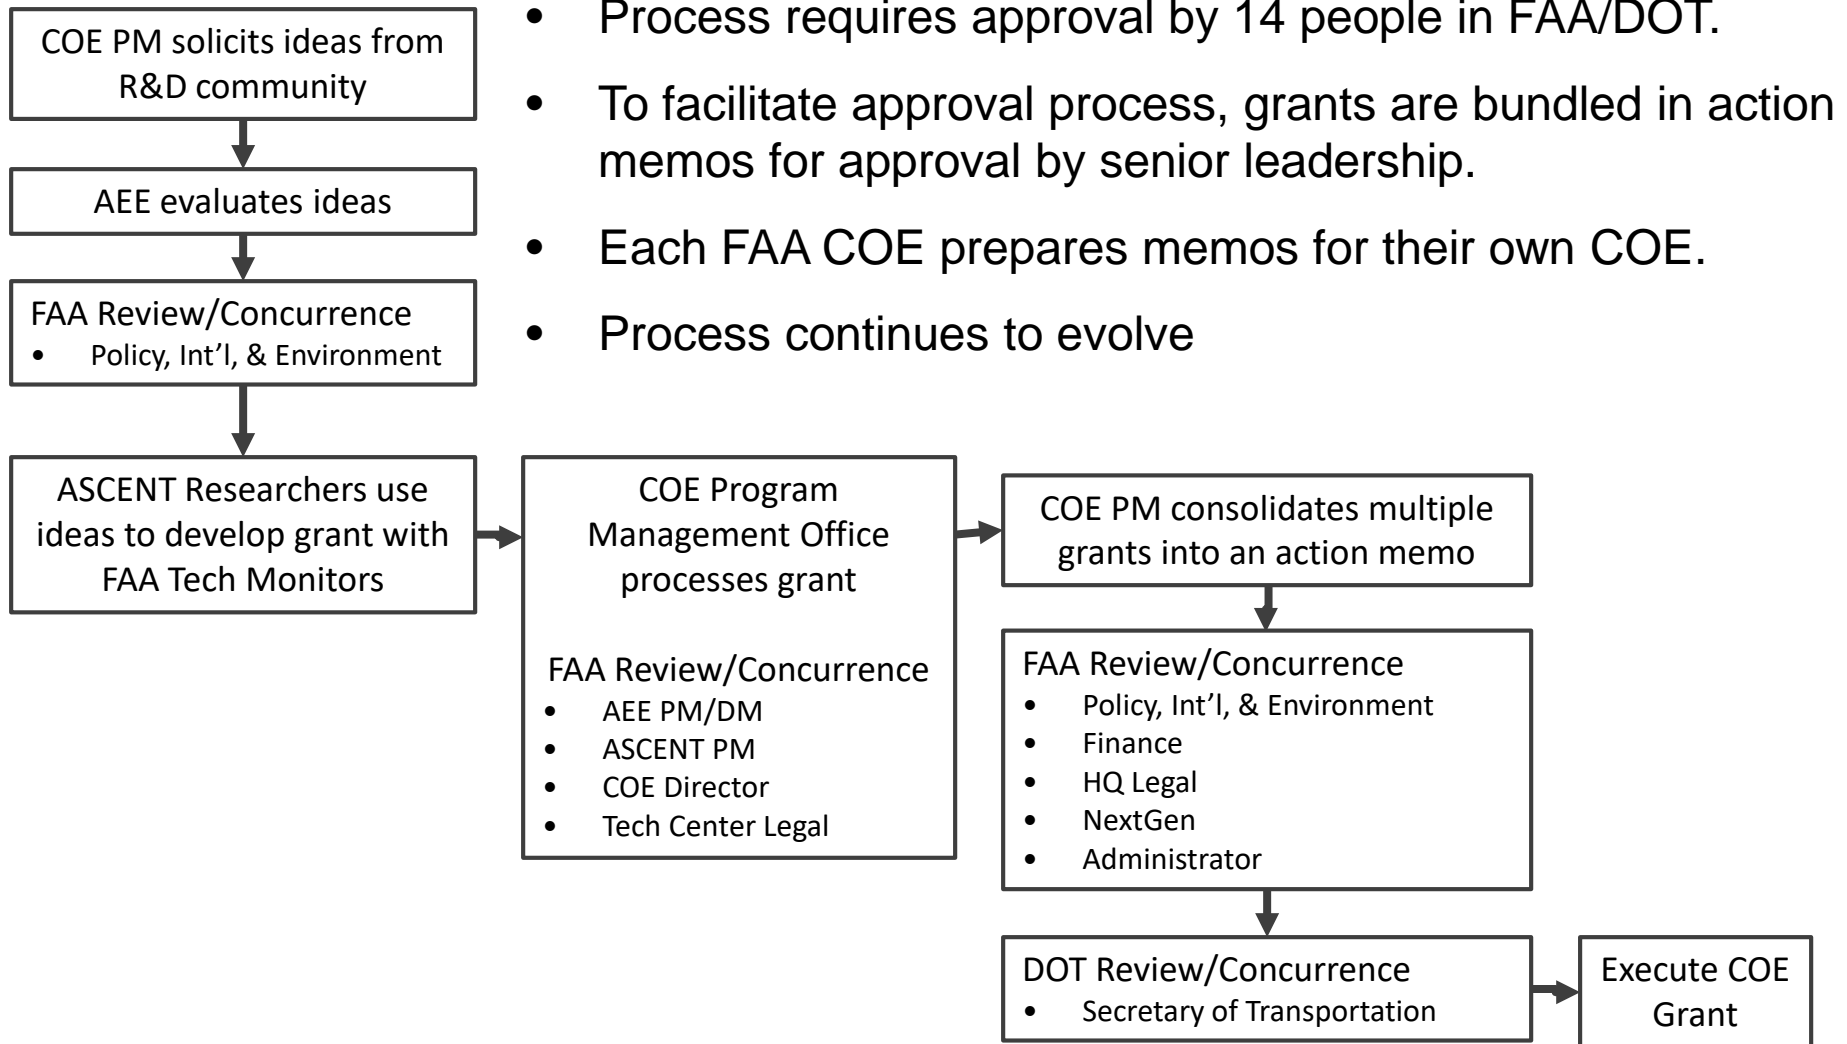 COE PM solicits ideas from
R&D community
AEE evaluates ideas
FAA Review/Concurrence
• Policy, Int’l, & Environment
• Process requires approval by 14 people in FAA/DOT.
• To facilitate approval process, grants are bundled in action
memos for approval by senior leadership.
• Each FAA COE prepares memos for their own COE.
• Process continues to evolve
ASCENT Researchers use
ideas to develop grant with
FAA Tech Monitors
COE Program
Management Office
processes grant
FAA Review/Concurrence
• AEE PM/DM
• ASCENT PM
• COE Director
• Tech Center Legal
COE PM consolidates multiple
grants into an action memo
FAA Review/Concurrence
• Policy, Int’l, & Environment
• Finance
• HQ Legal
• NextGen
• Administrator
DOT Review/Concurrence
• Secretary of Transportation
Execute COE
Grant